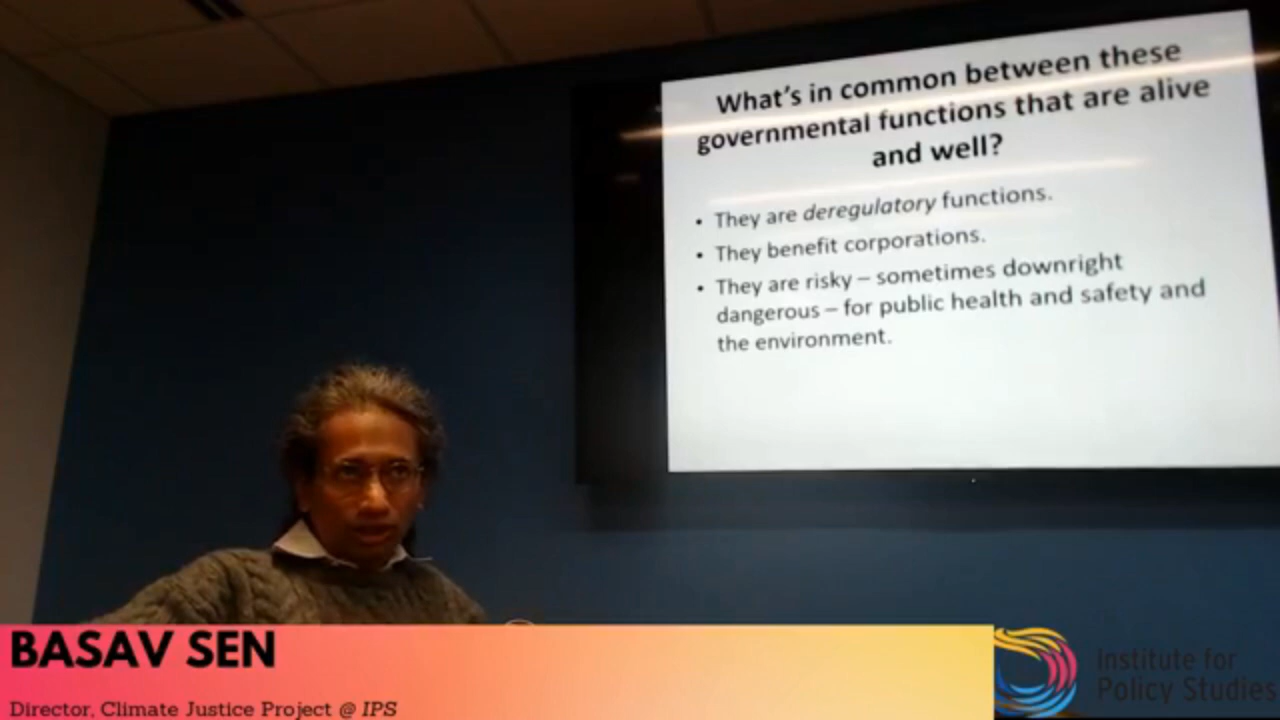 What's in common between these
governmental functions that are alive
and well?
• They are deregulatory functions.
• They benefit corporations.
• They are risky – sometimes downright
dangerous – for public health and safety and
the environment.
BASAV SEN
Director, Climate Justice Project @ IPS
Institute for
Policy Studies